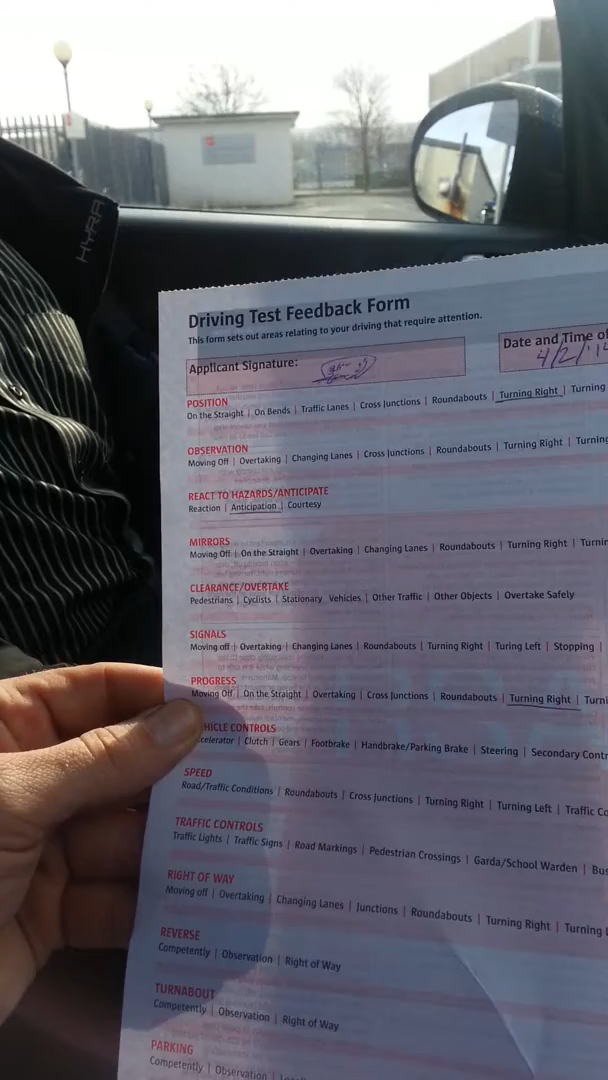 HYRA
Driving Test Feedback Form
This form sets out areas relating to your driving that require attention.
Applicant Signature:
Date and Time of
4/2/'1
POSITION
On the Straight | On Bends | Traffic Lanes | Cross Junctions | Roundabouts | Turning Right | Turning
OBSERVATION
Moving Off | Overtaking | Changing Lanes | Cross Junctions | Roundabouts | Turning Right | Turning
REACT TO HAZARDS/ANTICIPATE
Reaction | Anticipation | Courtesy
MIRRORS
Moving Off | On the Straight | Overtaking | Changing Lanes | Roundabouts | Turning Right | Turnin
CLEARANCE/OVERTAKE
Pedestrians | Cyclists | Stationary Vehicles | Other Traffic | Other Objects | Overtake Safely
SIGNALS
Moving off | Overtaking | Changing Lanes | Roundabouts | Turning Right | Turing Left | Stopping |
PROGRESS
Moving Off | On the Straight | Overtaking | Cross Junctions | Roundabouts | Turning Right | Turni
HICLE CONTROLS
celerator | Clutch | Gears | Footbrake | Handbrake/Parking Brake | Steering | Secondary Contr
SPEED
Road/Traffic Conditions | Roundabouts | Cross Junctions | Turning Right | Turning Left | Traffic Co
TRAFFIC CONTROLS
Traffic Lights | Traffic Signs | Road Markings | Pedestrian Crossings | Garda/School Warden | Bus
RIGHT OF WAY
Moving off | Overtaking | Changing Lanes | Junctions | Roundabouts | Turning Right | Turning L
REVERSE
Competently | Observation | Right of Way
TURNABOUT
Competently | Observation | Right of Way
PARKING
Competently | Observation |